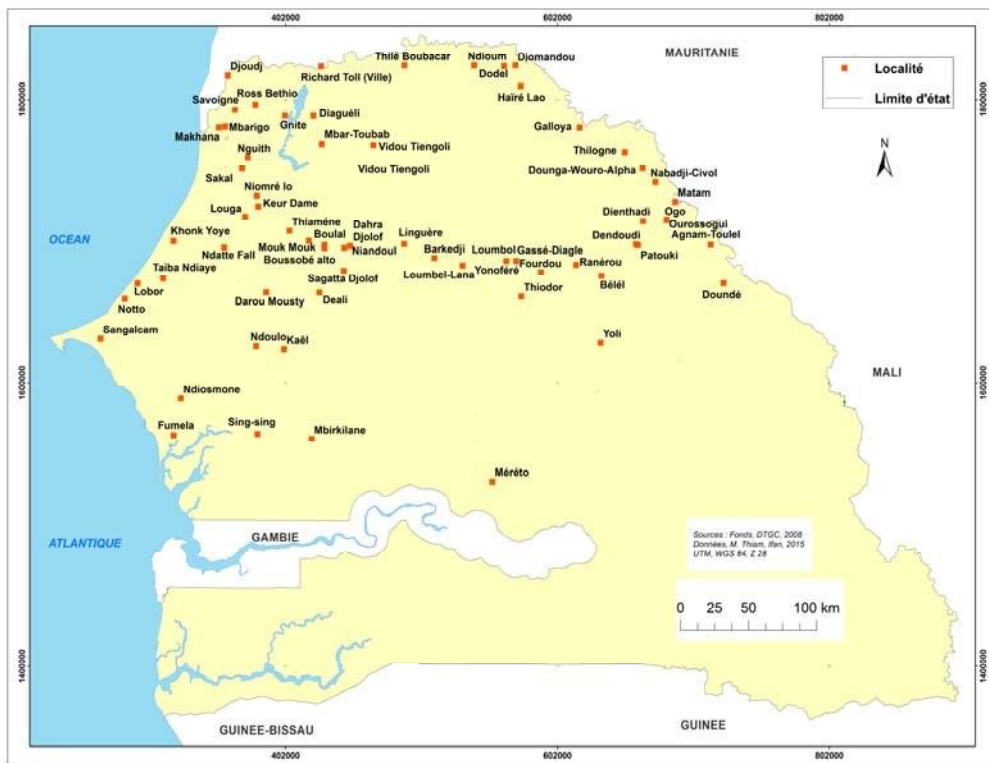 402000
602000
802000
MAURITANIE
Localité
Limite d'état
N
1800000
1800000
Djoudj
Richard Toll (Ville)
Thilé Boubacar
Ndioum
Djomandou
Dodel
Haïré Lao
Savoigne
Ross Bethio
Makhana
Mbarigo
Gnite
Diaguéli
Galloya
Nguith
Mbar-Toubab
Vidou Tiengoli
Vidou Tiengoli
Thilogne
Sakal
Dounga-Wouro-Alpha
Nabadji-Civol
Niomré lo
Keur Dame
Matam
Louga
Dienthadi
Ogo
Ourossogui
OCEAN
Khonk Yoye
Thiaméne
Boulal
Dahra
Djolof
Linguère
Dendoudi
Agnam-Toulel
Ndatte Fall
Mouk Mouk
Niandoul
Barkedji
Loumbol
Gassé-Diagle
Patouki
Boussobé alto
Fourdou
Ranérou
Taiba Ndiaye
Sagatta Djolof
Loumbel-Lana
Yonoféré
Bélél
Lobor
Notto
Darou Mousty
Deali
Thiodor
Doundé
Sangalcam
Ndoulo
Kaël
Yoli
MALI
1600000
1600000
Ndiosmone
Fumela
Sing-sing
Mbirkilane
Méréto
ATLANTIQUE
GAMBIE
Sources : Fonds, DTGC, 2008
Données, M. Thiam, Ifan, 2015
UTM, WGS 84, Z 28
0 25 50 100 km
1400000
1400000
GUINEE-BISSAU
GUINEE
402000
602000
802000